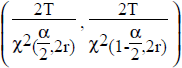 ( 2T / χ2(α/2,2r) , 2T / χ2(1-α/2,2r) )